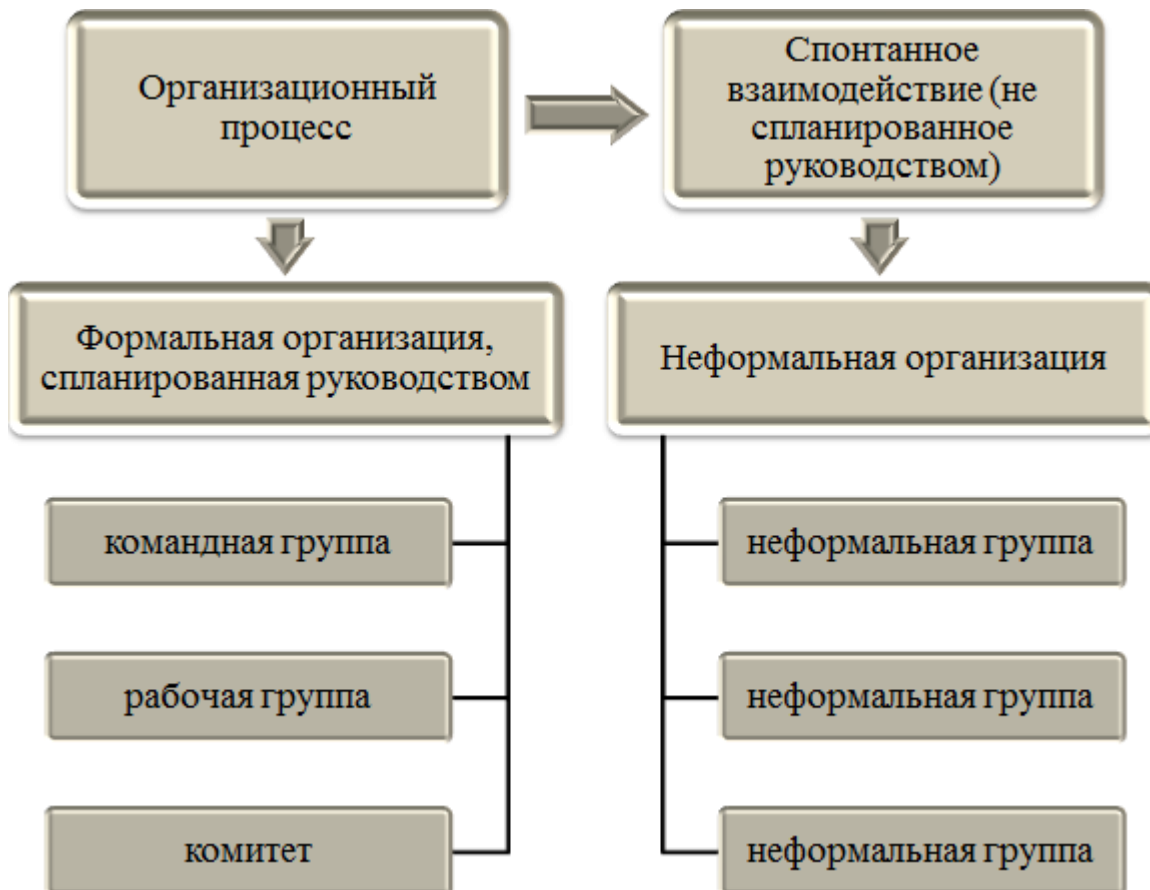 Организационный
процесс
Спонтанное
взаимодействие (не
спланированное
руководством)
Формальная организация,
спланированная руководством
Неформальная организация
командная группа
рабочая группа
комитет
неформальная группа
неформальная группа
неформальная группа